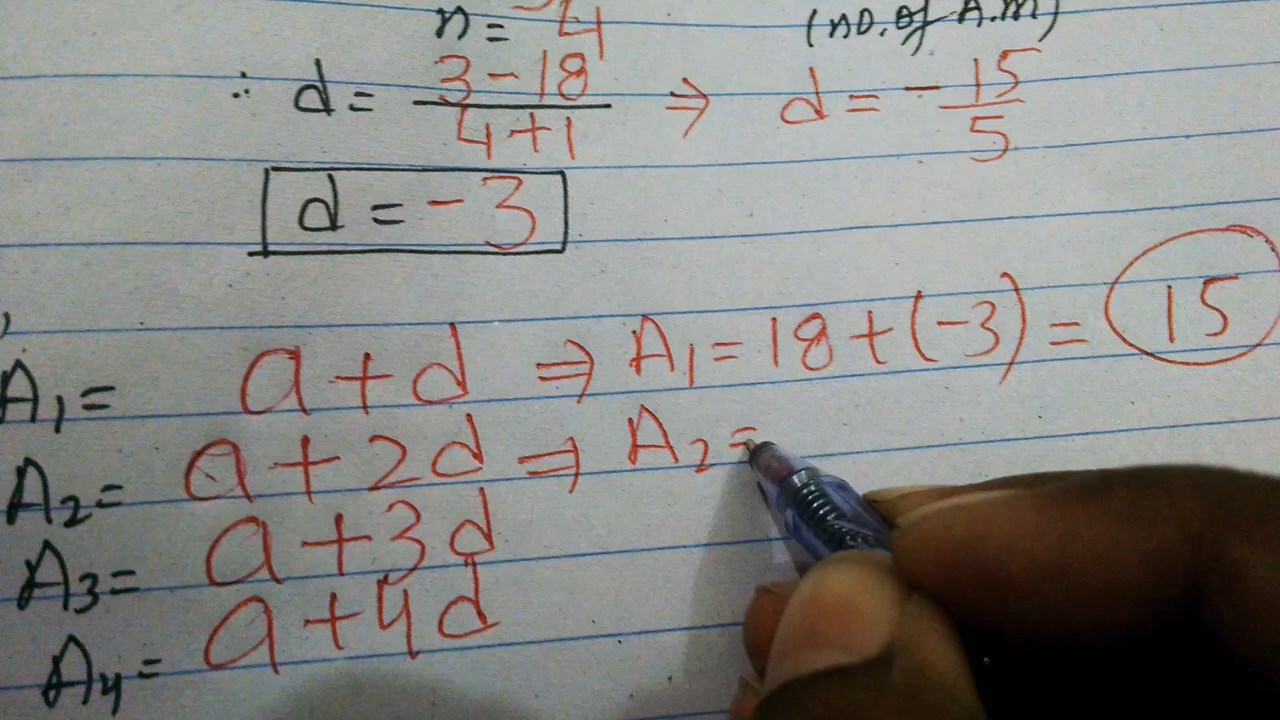 n = 4 (no. of A.M)
∴ d = 3 - 18 / 4 + 1 ⇒ d = - 15 / 5
d = - 3
A1 = a + d ⇒ A1 = 18 + (-3) = 15
A2 = a + 2d ⇒ A2 =
A3 = a + 3d
A4 = a + 4d